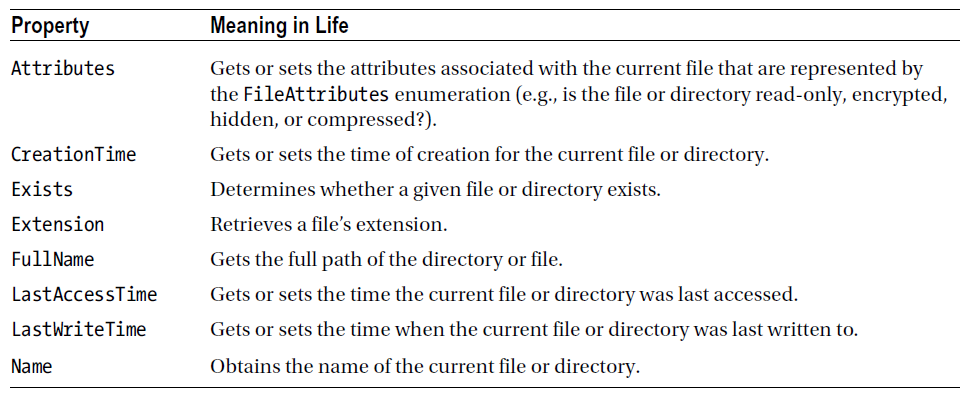 Property Meaning in Life
Attributes Gets or sets the attributes associated with the current file that are represented by
the FileAttributes enumeration (e.g., is the file or directory read-only, encrypted,
hidden, or compressed?).
CreationTime Gets or sets the time of creation for the current file or directory.
Exists Determines whether a given file or directory exists.
Extension Retrieves a file’s extension.
FullName Gets the full path of the directory or file.
LastAccessTime Gets or sets the time the current file or directory was last accessed.
LastWriteTime Gets or sets the time when the current file or directory was last written to.
Name Obtains the name of the current file or directory.